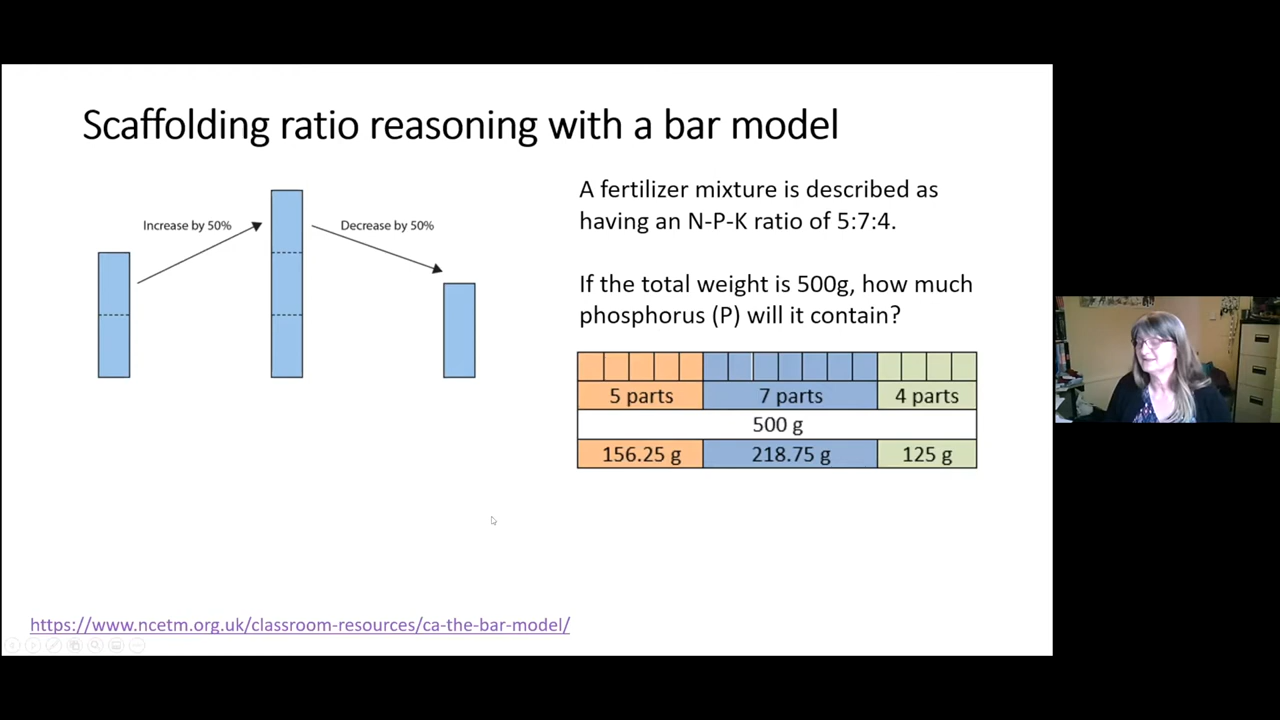 Scaffolding ratio reasoning with a bar model
Increase by 50%
Decrease by 50%
A fertilizer mixture is described as
having an N-P-K ratio of 5:7:4.
If the total weight is 500g, how much
phosphorus (P) will it contain?
5 parts
7 parts
4 parts
500 g
156.25 g
218.75 g
125 g
https://www.ncetm.org.uk/classroom-resources/ca-the-bar-model/